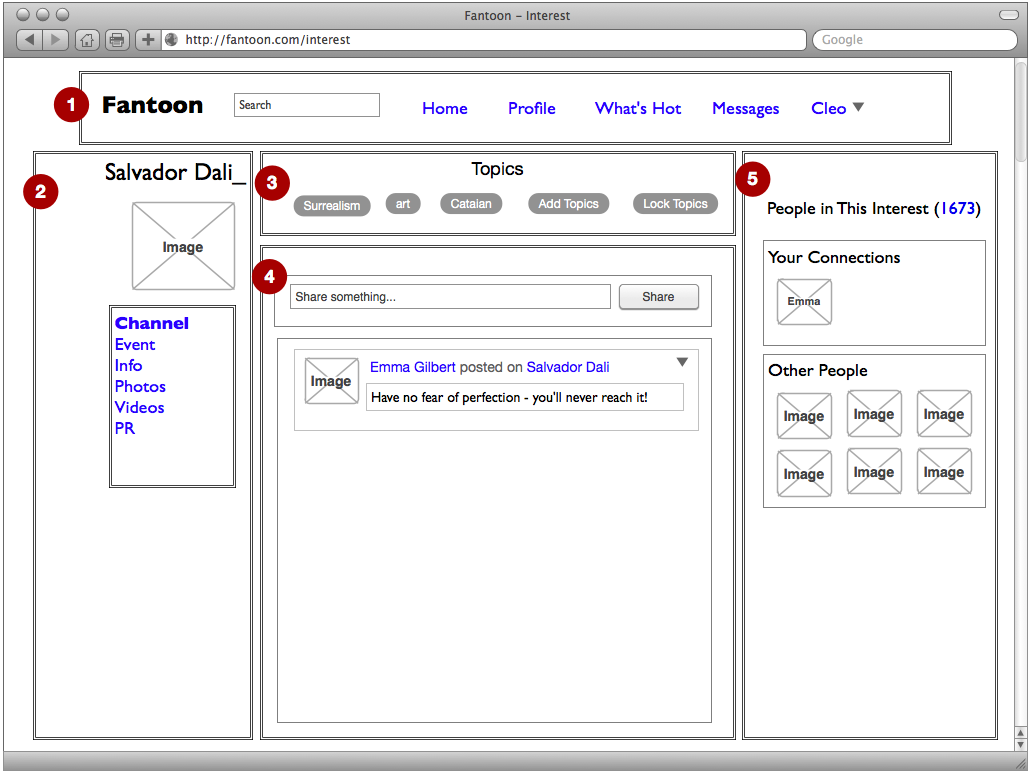 Fantoon – Interest
http://fantoon.com/interest
Google
1
Fantoon
Search
Home
Profile
What's Hot
Messages
Cleo
2
Salvador Dali_
Image
Channel
Event
Info
Photos
Videos
PR
3
Topics
Surrealism
art
Cataian
Add Topics
Lock Topics
4
Share something...
Share
Image
Emma Gilbert posted on Salvador Dali
Have no fear of perfection - you'll never reach it!
5
People in This Interest (1673)
Your Connections
Emma
Other People
Image
Image
Image
Image
Image
Image